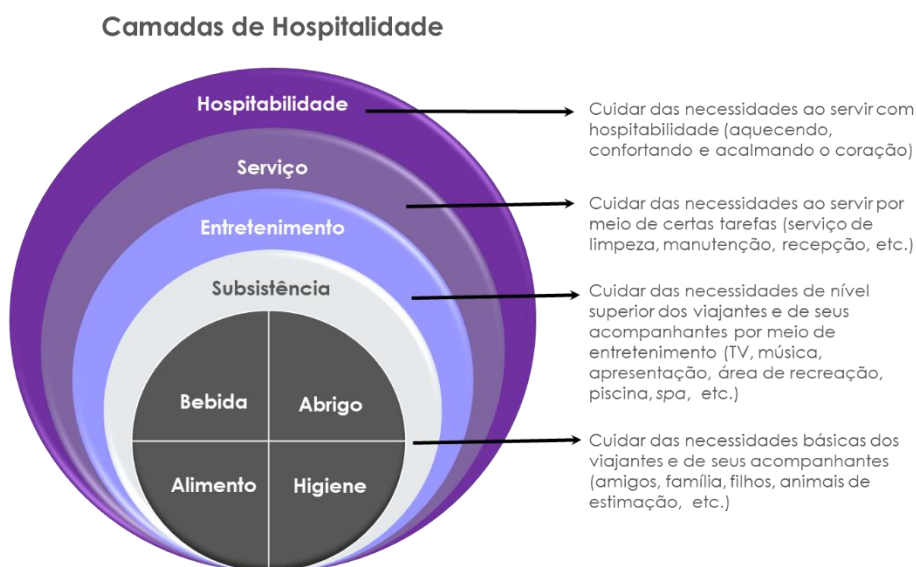 Camadas de Hospitalidade
Hospitabilidade
Serviço
Entretenimento
Subsistência
Bebida
Abrigo
Alimento
Higiene
Cuidar das necessidades ao servir com
hospitabilidade (aquecendo,
confortando e acalmando o coração)
Cuidar das necessidades ao servir por
meio de certas tarefas (serviço de
limpeza, manutenção, recepção, etc.)
Cuidar das necessidades de nível
superior dos viajantes e de seus
acompanhantes por meio de
entretenimento (TV, música,
apresentação, área de recreação,
piscina, spa, etc.)
Cuidar das necessidades básicas dos
viajantes e de seus acompanhantes
(amigos, família, filhos, animais de
estimação, etc.)